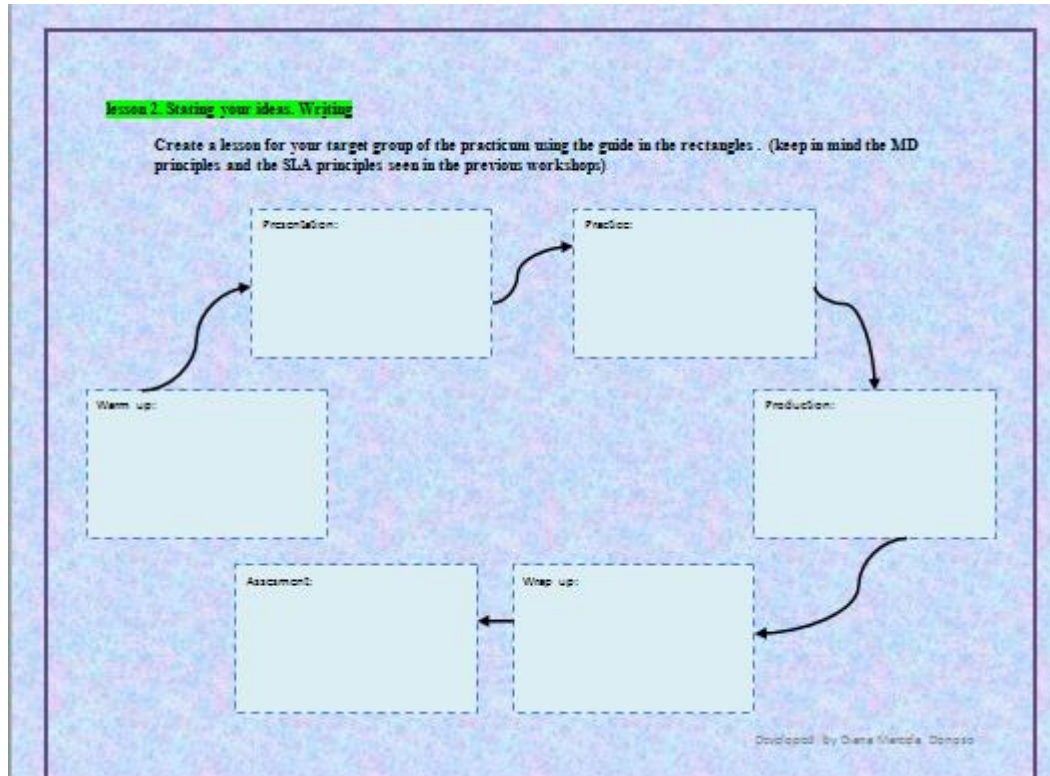 lesson 2. Stating your ideas. Writing
Create a lesson for your target group of the practicum using the guide in the rectangles . (keep in mind the MD
principles and the SLA principles seen in the previous workshops)
Presentation:
Practice:
Warm up:
Production:
Assesment:
Wrap up:
Developed by Diana Marcela Donoso